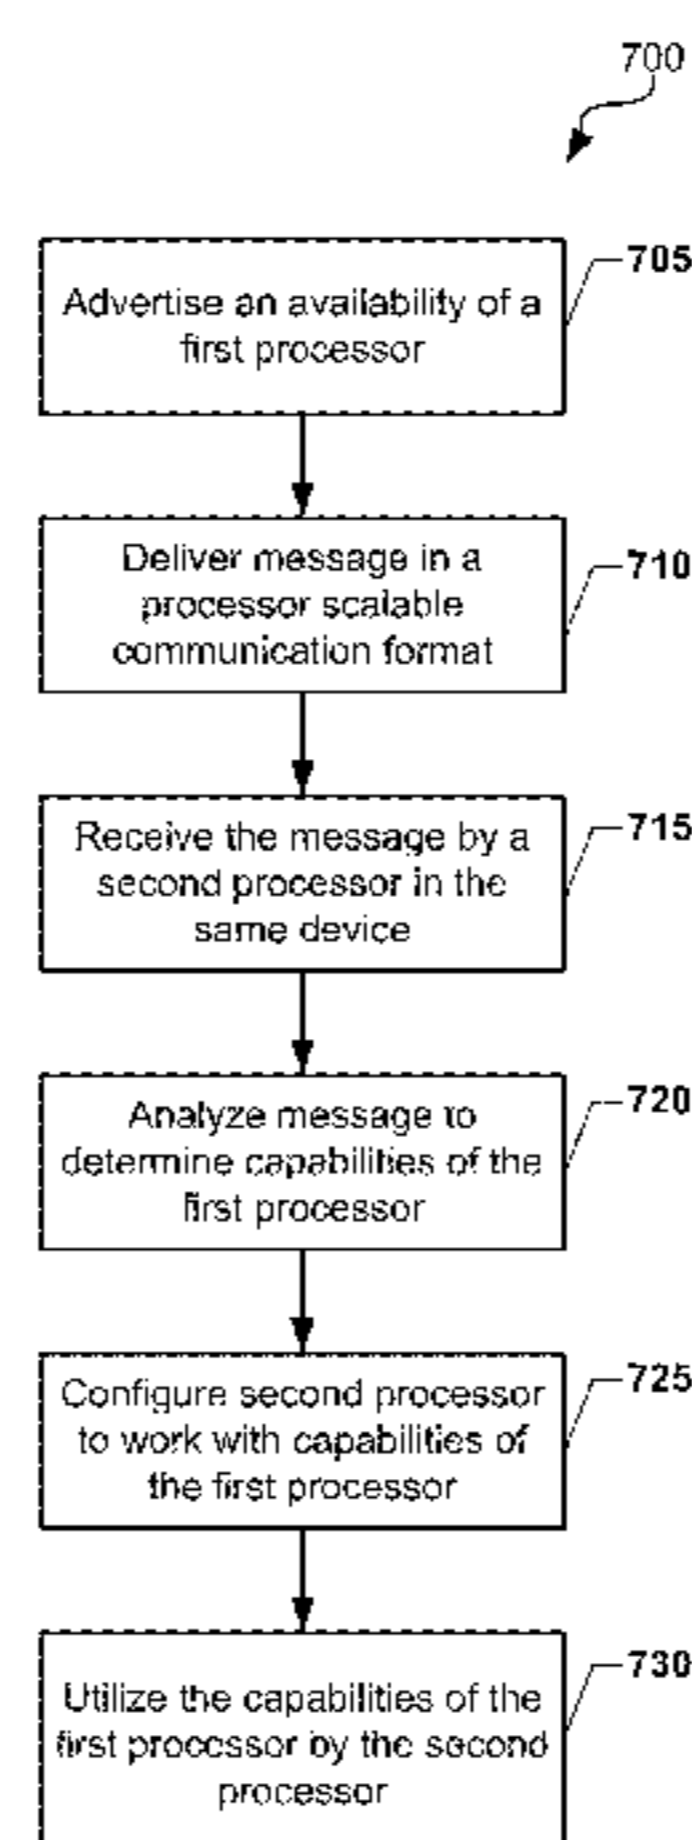 700
Advertise an availability of a
first processor
705
Deliver message in a
processor scalable
communication format
710
Receive the message by a
second processor in the
same device
715
Analyze message to
determine capabilities of the
first processor
720
Configure second processor
to work with capabilities of
the first processor
725
Utilize the capabilities of the
first processor by the second
processor
730